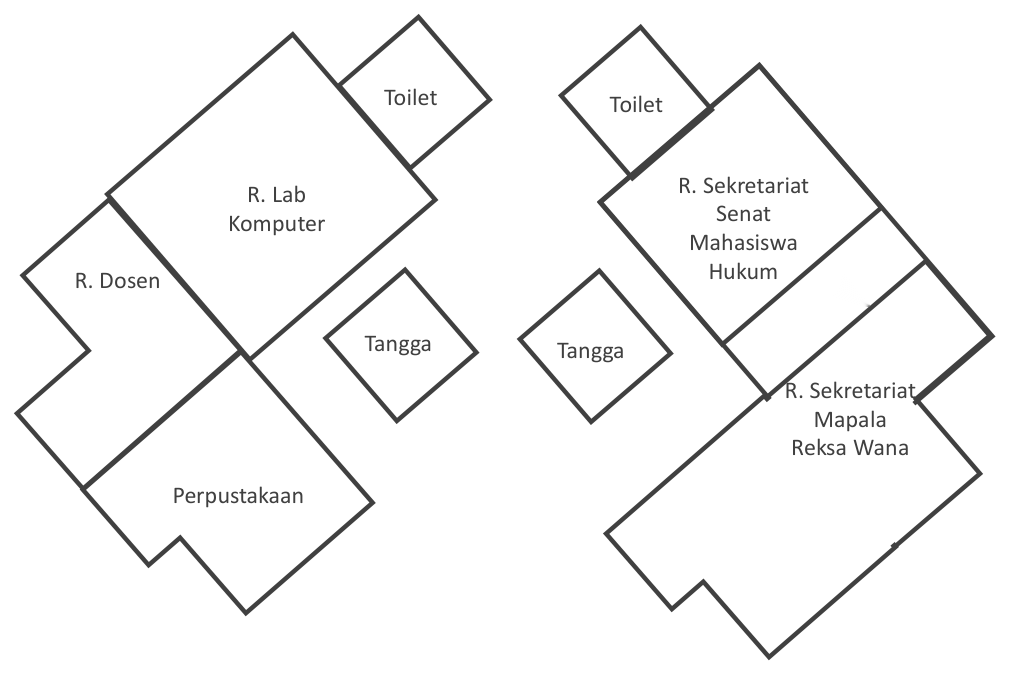 Toilet
R. Lab
Komputer
R. Dosen
Tangga
Perpustakaan
Toilet
R. Sekretariat
Senat
Mahasiswa
Hukum
Tangga
R. Sekretariat
Mapala
Reksa Wana